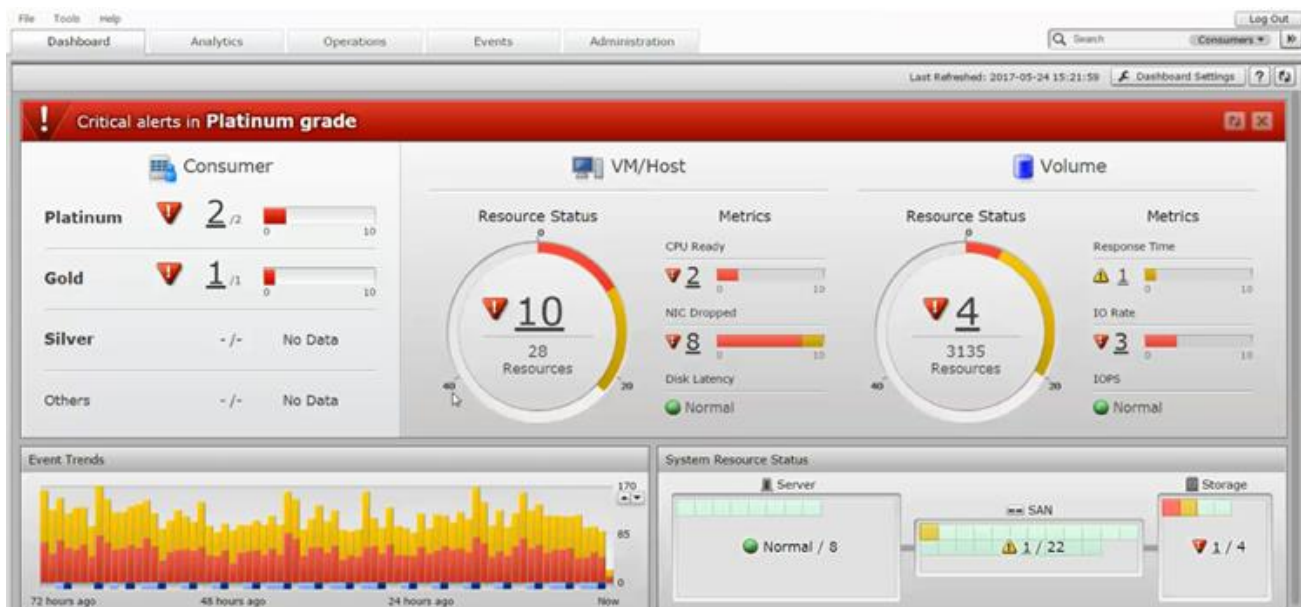 File Tools Help
Log Out
Dashboard Analytics Operations Events Administration
Search Consumers
Last Refreshed: 2017-05-24 15:21:59 Dashboard Settings ?
! Critical alerts in Platinum grade
Consumer
Platinum ! 2 /2
0 10
Gold ! 1 /1
0 10
Silver - /- No Data
Others - /- No Data
VM/Host
Resource Status
0
20
40
! 10
28
Resources
Metrics
CPU Ready
! 2
0 10
NIC Dropped
! 8
0 10
Disk Latency
Normal
Volume
Resource Status
0
20
40
! 4
3135
Resources
Metrics
Response Time
! 1
0 10
IO Rate
! 3
0 10
IOPS
Normal
Event Trends
170
85
0
72 hours ago 48 hours ago 24 hours ago Now
System Resource Status
Server
Normal / 8
SAN
! 1 / 22
Storage
! 1 / 4